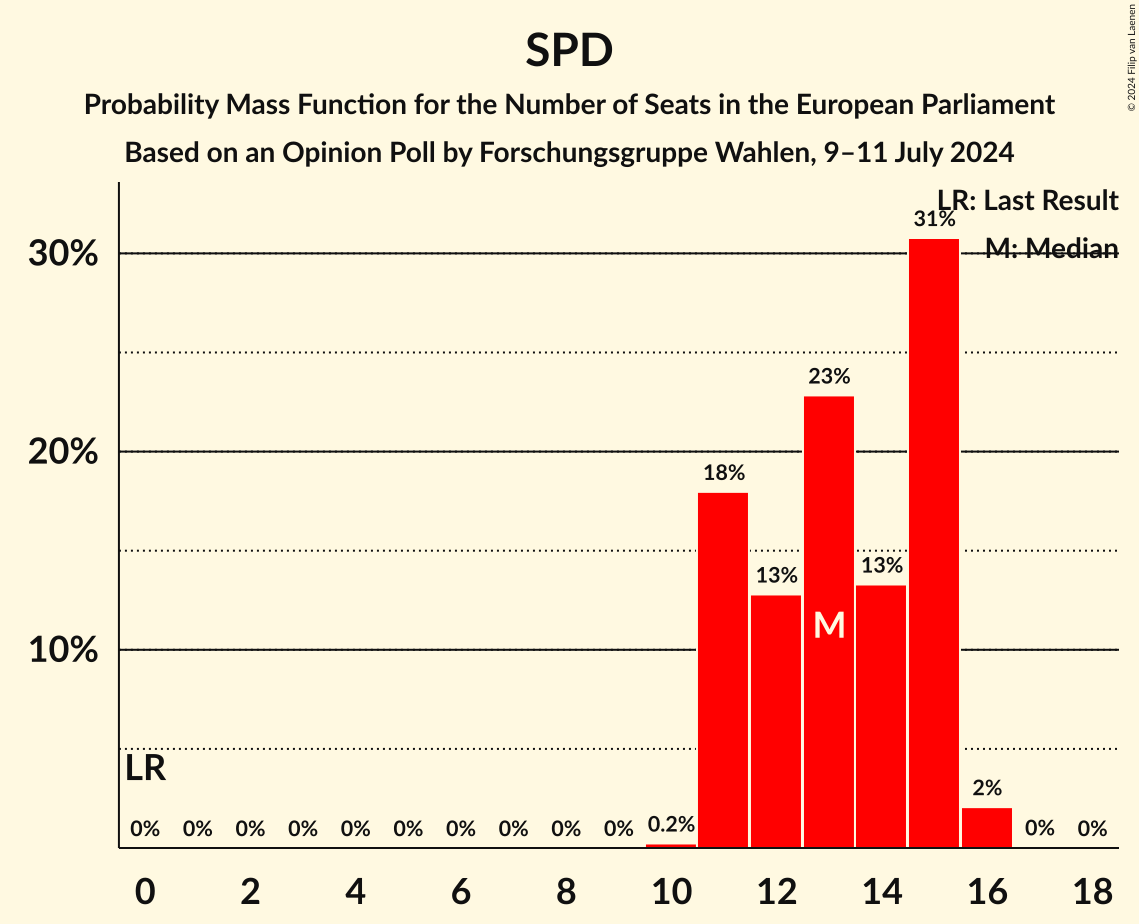 SPD
Probability Mass Function for the Number of Seats in the European Parliament
Based on an Opinion Poll by Forschungsgruppe Wahlen, 9–11 July 2024
© 2024 Filip van Laenen
LR: Last Result
M: Median
30%
20%
10%
31%
23%
18%
13%
13%
M
LR
2%
0% 0% 0% 0% 0% 0% 0% 0% 0% 0% 0.2% 0% 0%
0 2 4 6 8 10 12 14 16 18